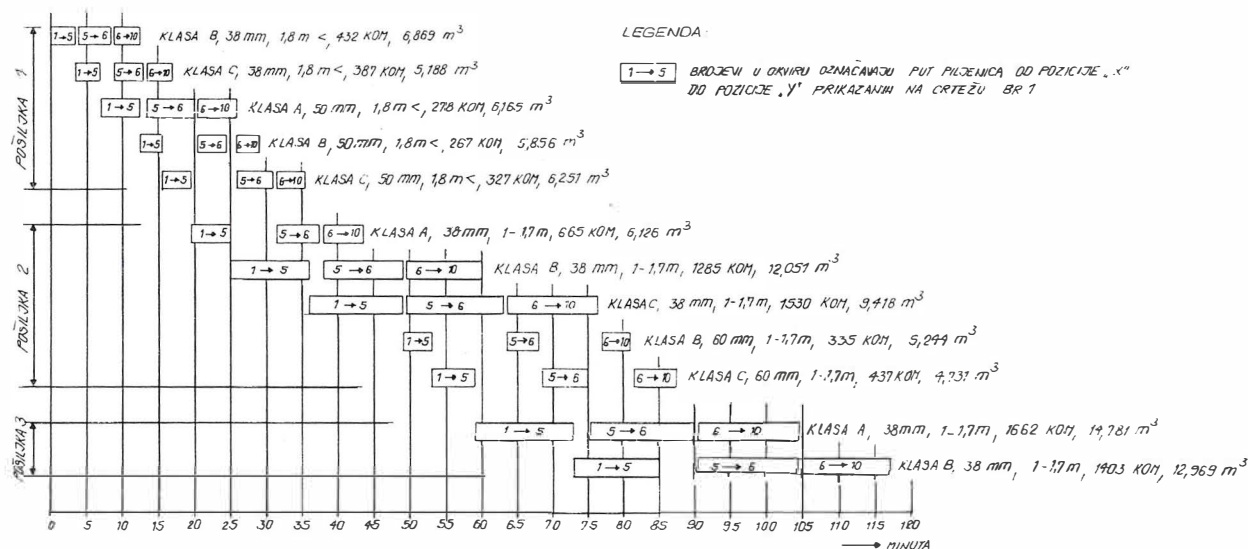 LEGENDA:
1→5 BROJEVI U OKVIRU OZNAČAVAJU PUT PILJENICA OD POZICIJE „X"
DO POZICIJE „Y" PRIKAZANIH NA CRTEŽU BR 1
POŠILJKA 1
1→5 5→6 6→10 KLASA B, 38 mm, 1,8 m <, 432 KOM, 6,869 m³
1→5 5→6 6→10 KLASA C, 38 mm, 1,8 m <, 387 KOM, 5,188 m³
1→5 5→6 6→10 KLASA A, 50 mm, 1,8 m <, 278 KOM, 6,165 m³
1→5 5→6 6→10 KLASA B, 50 mm, 1,8 m <, 267 KOM, 5,856 m³
1→5 5→6 6→10 KLASA C, 50 mm, 1,8 m <, 327 KOM, 6,251 m³
POŠILJKA 2
1→5 5→6 6→10 KLASA A, 38 mm, 1-1,7 m, 665 KOM, 6,126 m³
1→5 5→6 6→10 KLASA B, 38 mm, 1-1,7m, 1285 KOM, 12,051 m³
1→5 5→6 6→10 KLASA C, 38 mm, 1-1,7m, 1530 KOM, 9,418 m³
1→5 5→6 6→10 KLASA B, 60 mm, 1-1,7m, 335 KOM, 5,244 m³
1→5 5→6 6→10 KLASA C, 60 mm, 1-1,7m, 437 KOM, m³
POŠILJKA 3
1→5 5→6 6→10 KLASA A, 38mm, 1-1,7m, 1662 KOM, 14,781 m³
1→5 5→6 6→10 KLASA B, 38 mm, 1-1,7m, 1403 KOM, 12,969 m³
0 5 10 15 20 25 30 35 40 45 50 55 60 65 70 75 80 85 90 95 100 105 110 115 120
→ MINUTA